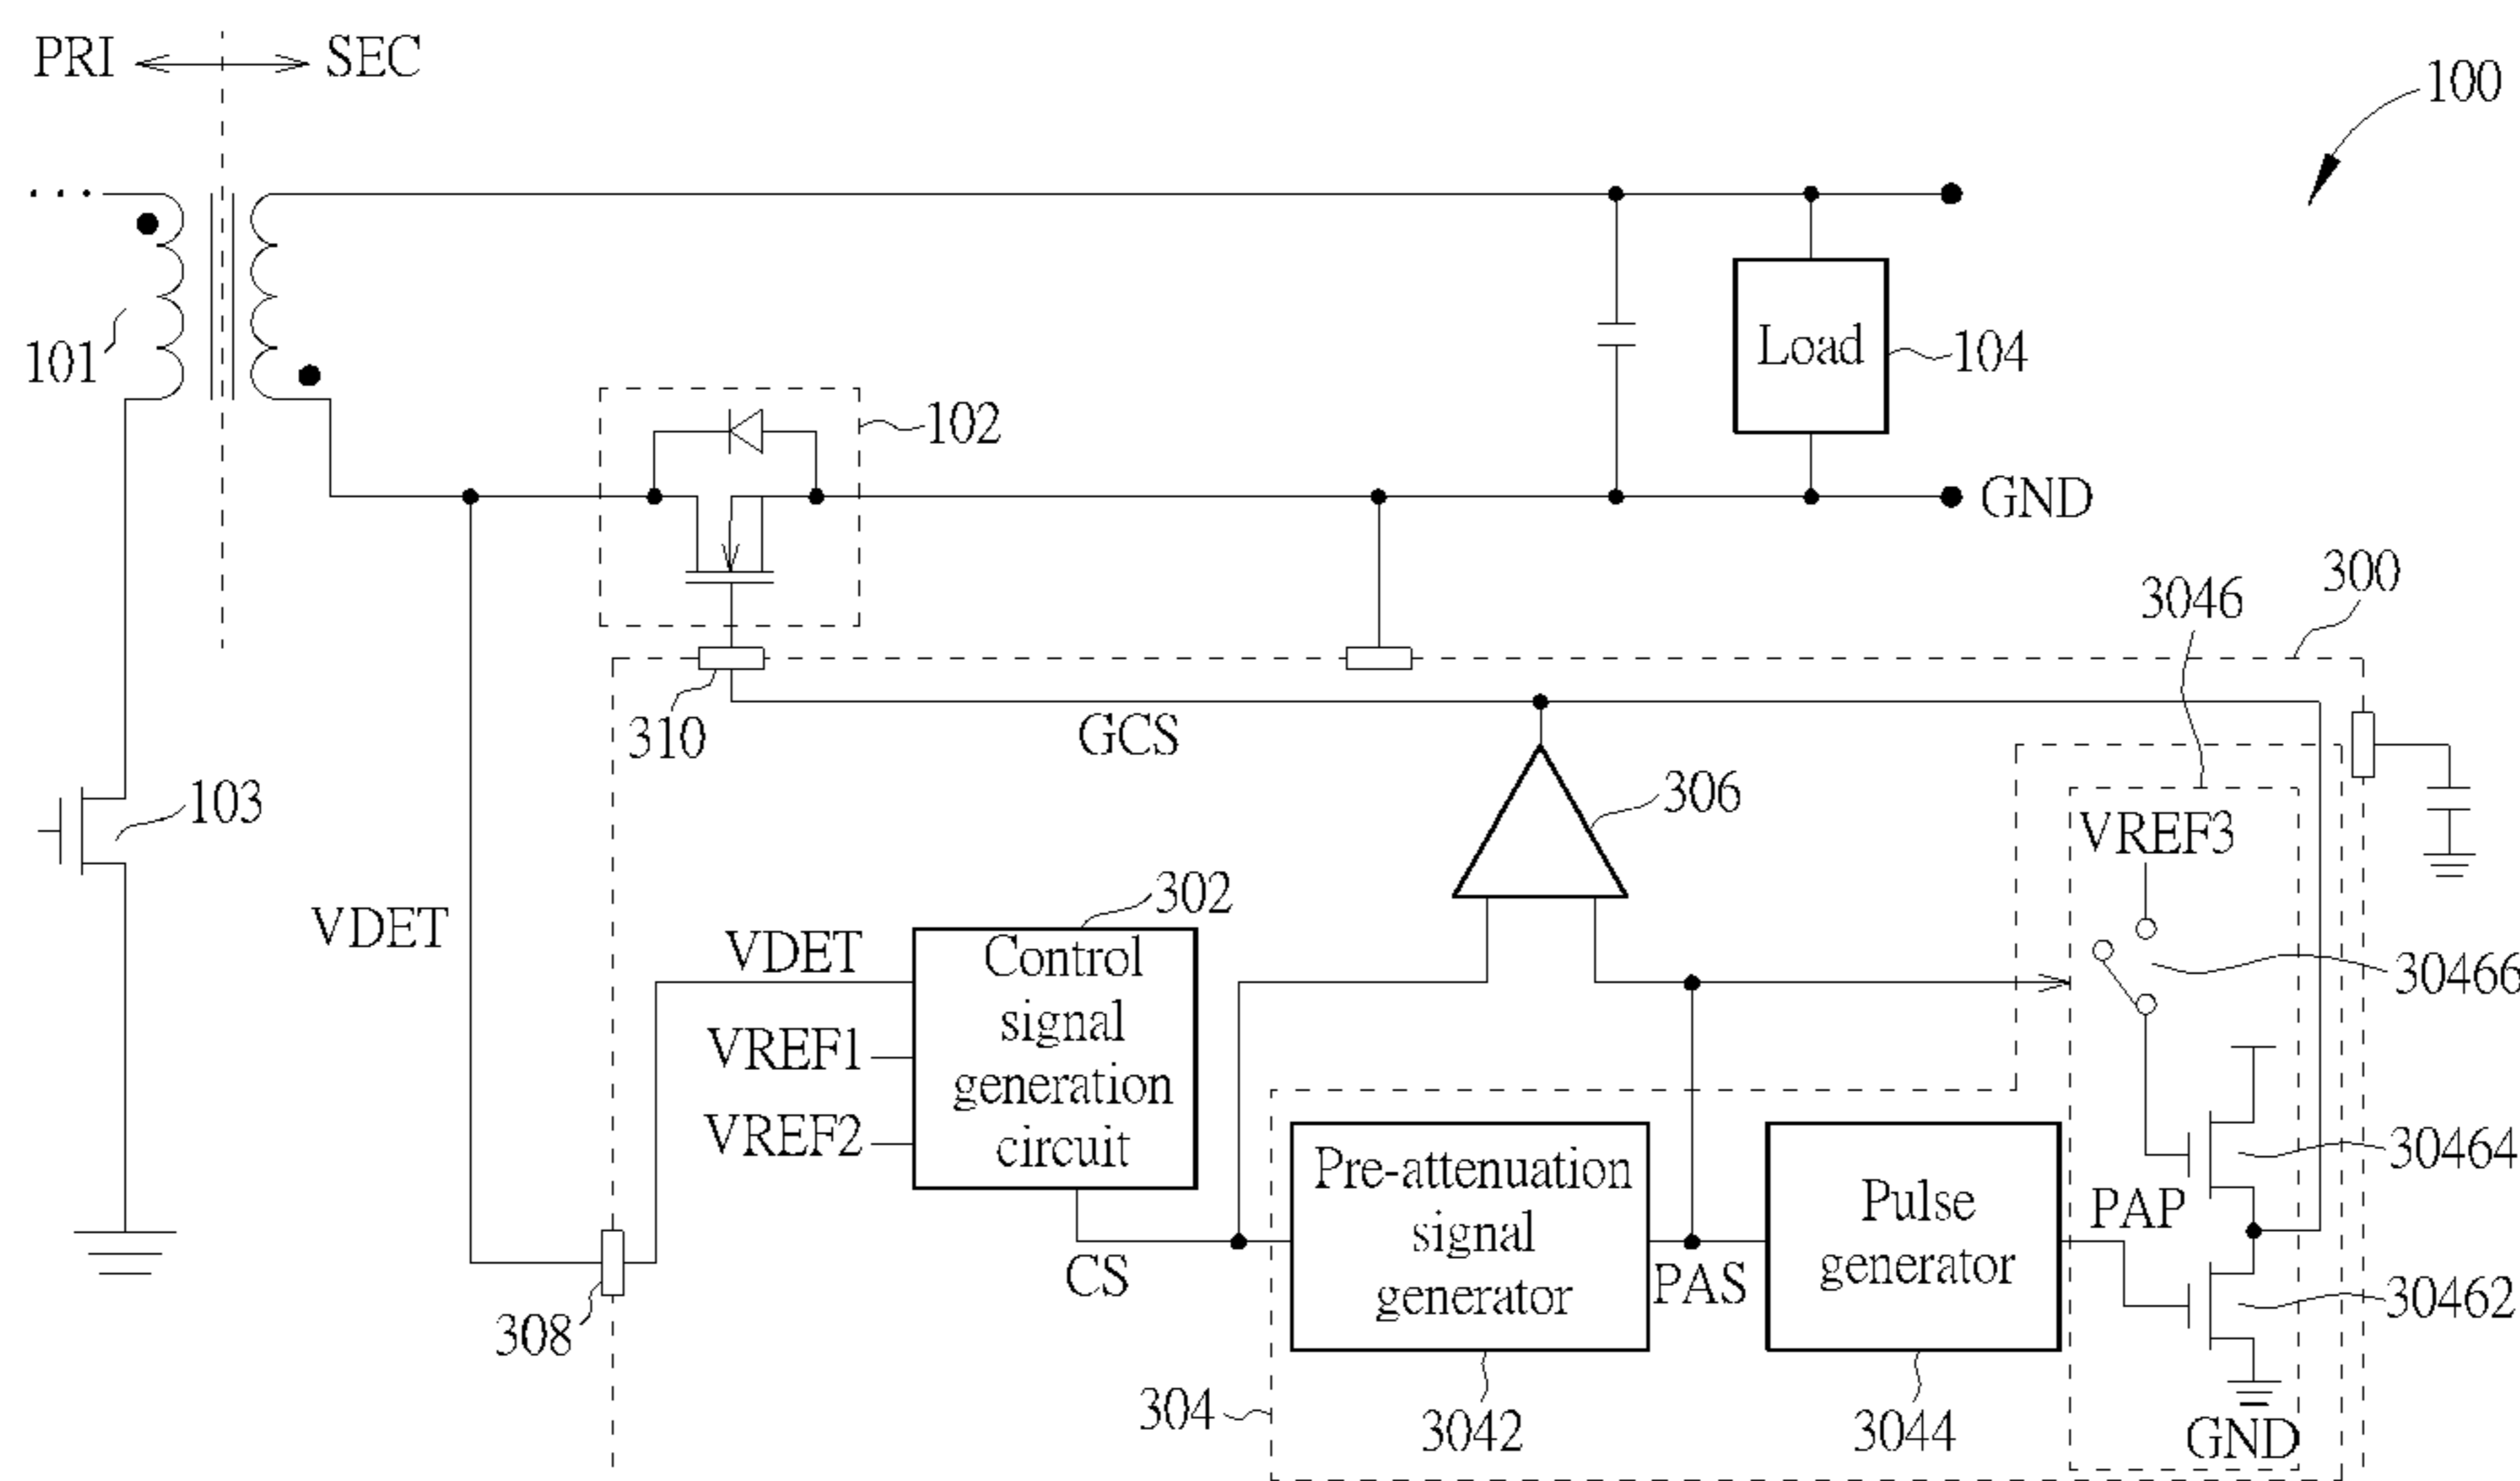 PRI
SEC
100
101
102
Load
104
GND
300
3046
310
GCS
103
306
VREF3
302
VDET
VDET
Control
signal
generation
circuit
30466
VREF1
VREF2
30464
Pre-attenuation
signal
generator
Pulse
generator
PAP
CS
PAS
30462
308
304
3042
3044
GND